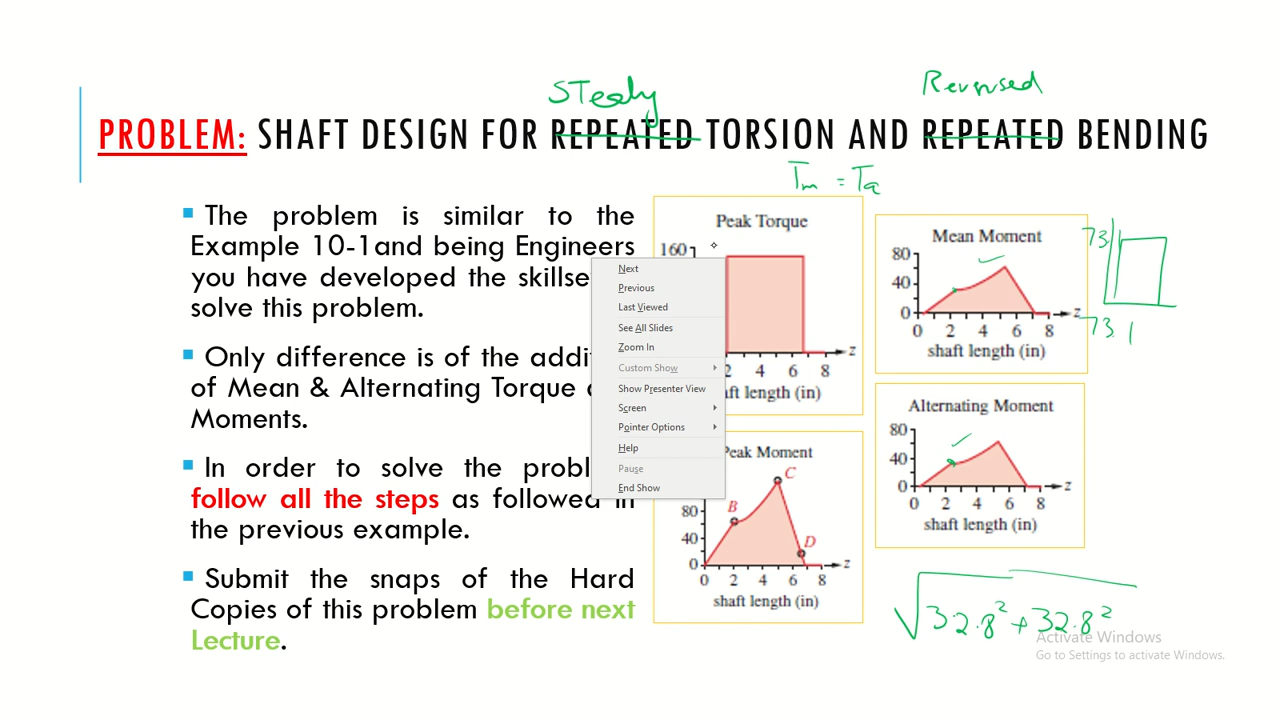 STeady
Reversed
PROBLEM: SHAFT DESIGN FOR REPEATED TORSION AND REPEATED BENDING
Tm = Ta
▪ The problem is similar to the
Example 10-1and being Engineers
you have developed the skillse
solve this problem.
▪ Only difference is of the addit
of Mean & Alternating Torque
Moments.
▪ In order to solve the probl
follow all the steps as followed in
the previous example.
▪ Submit the snaps of the Hard
Copies of this problem before next
Lecture.
Peak Torque
160
2 4 6 8
z
ft length (in)
Next
Previous
Last Viewed
See All Slides
Zoom In
Custom Show
Show Presenter View
Screen
Pointer Options
Help
Pause
End Show
Peak Moment
B
C
D
80
40
0
0 2 4 6 8
z
shaft length (in)
Mean Moment
80
40
0
0 2 4 6 8
z
shaft length (in)
73.1
73.1
Alternating Moment
80
40
0
0 2 4 6 8
z
shaft length (in)
√32.8² + 32.8²
Activate Windows
Go to Settings to activate Windows.